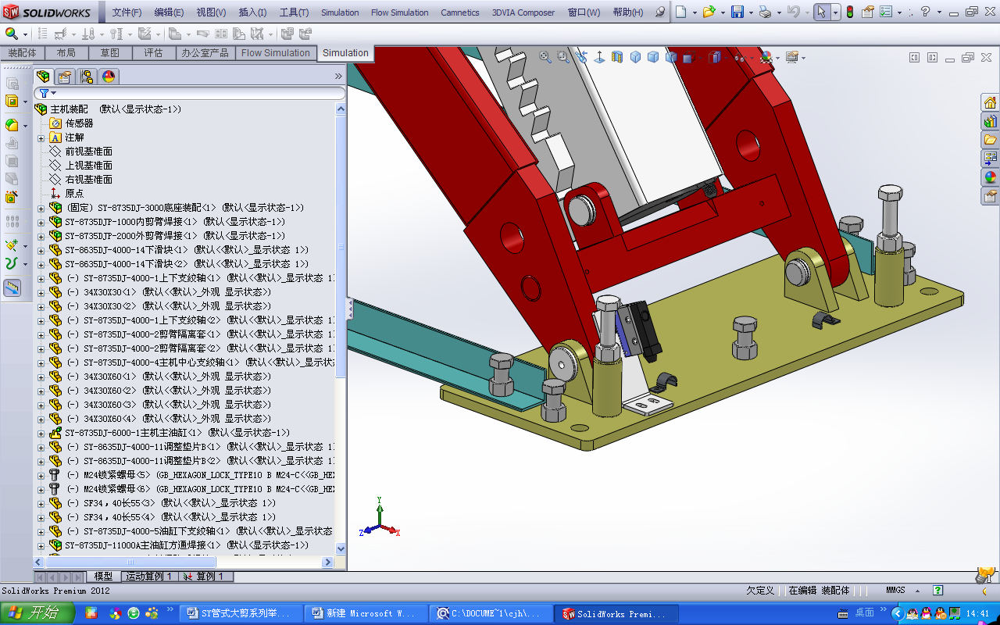 SOLIDWORKS 文件(F) 编辑(E) 视图(V) 插入(I) 工具(T) Simulation Flow Simulation Camnetics 3DVIA Composer 窗口(W) 帮助(H)
装配体 布局 草图 评估 办公室产品 Flow Simulation Simulation
主机装配 (默认<显示状态-1>)
传感器
注解
前视基准面
上视基准面
右视基准面
原点
(固定) SY-8735DJ-3000底座装配<1> (默认<显示状态-1>)
SY-8735DJP-1000内剪臂焊接<1> (默认<显示状态-1>)
SY-8735DJP-2000外剪臂焊接<1> (默认<显示状态-1>)
SY-8635DJ-4000-14下滑块<1> (默认<<默认>_显示状态 1>)
SY-8635DJ-4000-14下滑块<2> (默认<<默认>_显示状态 1>)
(-) SY-8735DJ-4000-1上下支绞轴<1> (默认<<默认>_显示状态 1
(-) 34X30X30<1> (默认<<默认>_外观 显示状态>)
(-) 34X30X30<2> (默认<<默认>_外观 显示状态>)
(-) SY-8735DJ-4000-1上下支绞轴<2> (默认<<默认>_显示状态 1
(-) SY-8735DJ-4000-2剪臂隔离套<1> (默认<<默认>_显示状态 1
(-) SY-8735DJ-4000-2剪臂隔离套<2> (默认<<默认>_显示状态 1
(-) SY-8735DJ-4000-4主机中心支绞轴<1> (默认<<默认>_显示状
(-) 34X30X60<1> (默认<<默认>_外观 显示状态>)
(-) 34X30X60<2> (默认<<默认>_外观 显示状态>)
(-) 34X30X60<3> (默认<<默认>_外观 显示状态>)
(-) 34X30X60<4> (默认<<默认>_外观 显示状态>)
SY-8735DJ-6000-1主机主油缸<1> (默认<显示状态-1>)
(-) SY-8635DJ-4000-11调整垫片B<1> (默认<<默认>_显示状态 1
(-) SY-8635DJ-4000-11调整垫片B<2> (默认<<默认>_显示状态 1
(-) M24锁紧螺母<5> (GB_HEXAGON_LOCK_TYPE10 B M24-C<<GB_HEX
(-) M24锁紧螺母<6> (GB_HEXAGON_LOCK_TYPE10 B M24-C<<GB_HEX
(-) SF34，40长55<3> (默认<<默认>_显示状态 1>)
(-) SF34，40长55<4> (默认<<默认>_显示状态 1>)
(-) SY-8735DJ-4000-5油缸下支绞轴<1> (默认<<默认>_显示状态
SY-8735DJ-11000A主油缸方通焊接<1> (默认<显示状态-1>)
Y
Z X
模型 运动算例 1 算例 1
SolidWorks Premium 2012 欠定义 在编辑 装配体 MMGS
开始 SY管式大剪系列举... 新建 Microsoft W... C:\DOCUME~1\cjh\... SolidWorks Premi... 桌面 14:41